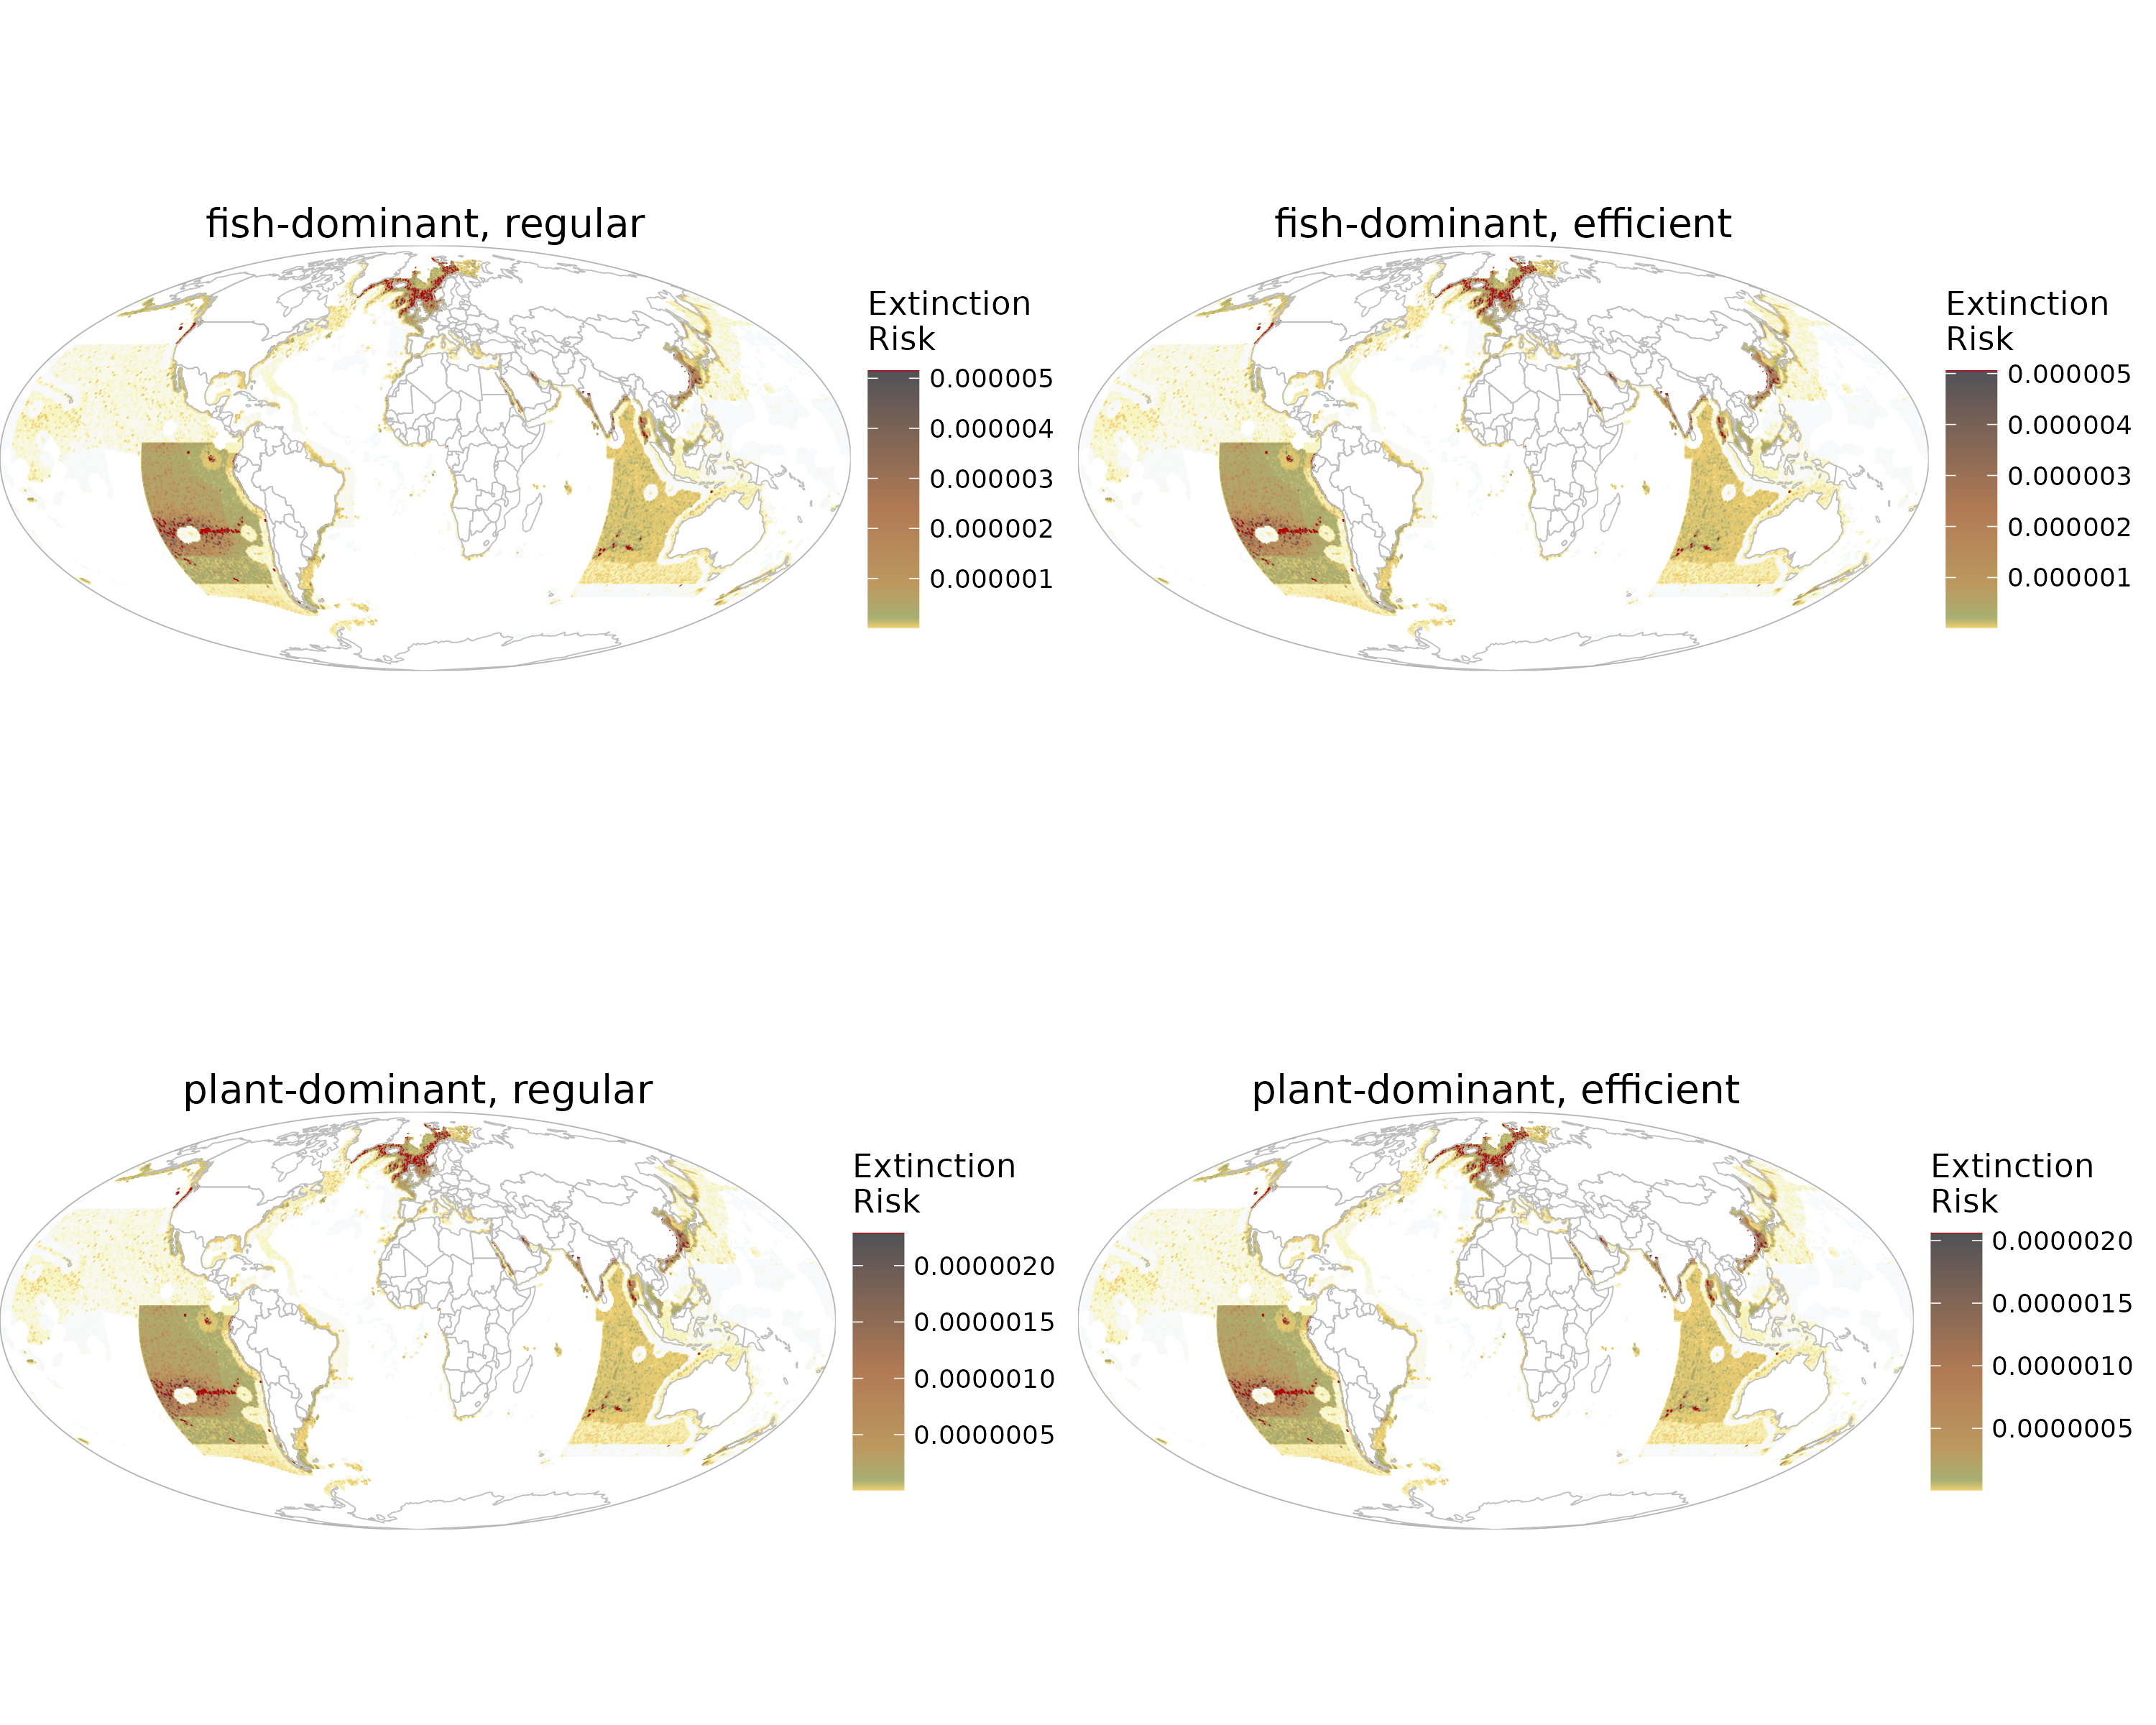 fish-dominant, regular
Extinction
Risk
0.000005
0.000004
0.000003
0.000002
0.000001
fish-dominant, efficient
Extinction
Risk
0.000005
0.000004
0.000003
0.000002
0.000001
plant-dominant, regular
Extinction
Risk
0.0000020
0.0000015
0.0000010
0.0000005
plant-dominant, efficient
Extinction
Risk
0.0000020
0.0000015
0.0000010
0.0000005